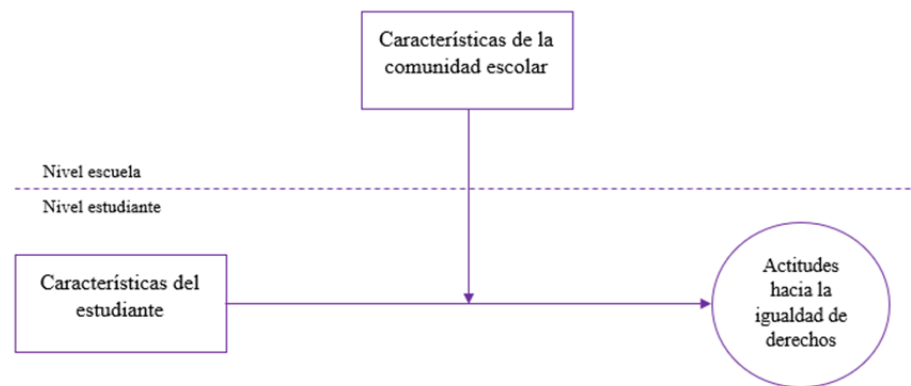 Características de la
comunidad escolar
Nivel escuela
Nivel estudiante
Características del
estudiante
Actitudes
hacia la
igualdad de
derechos